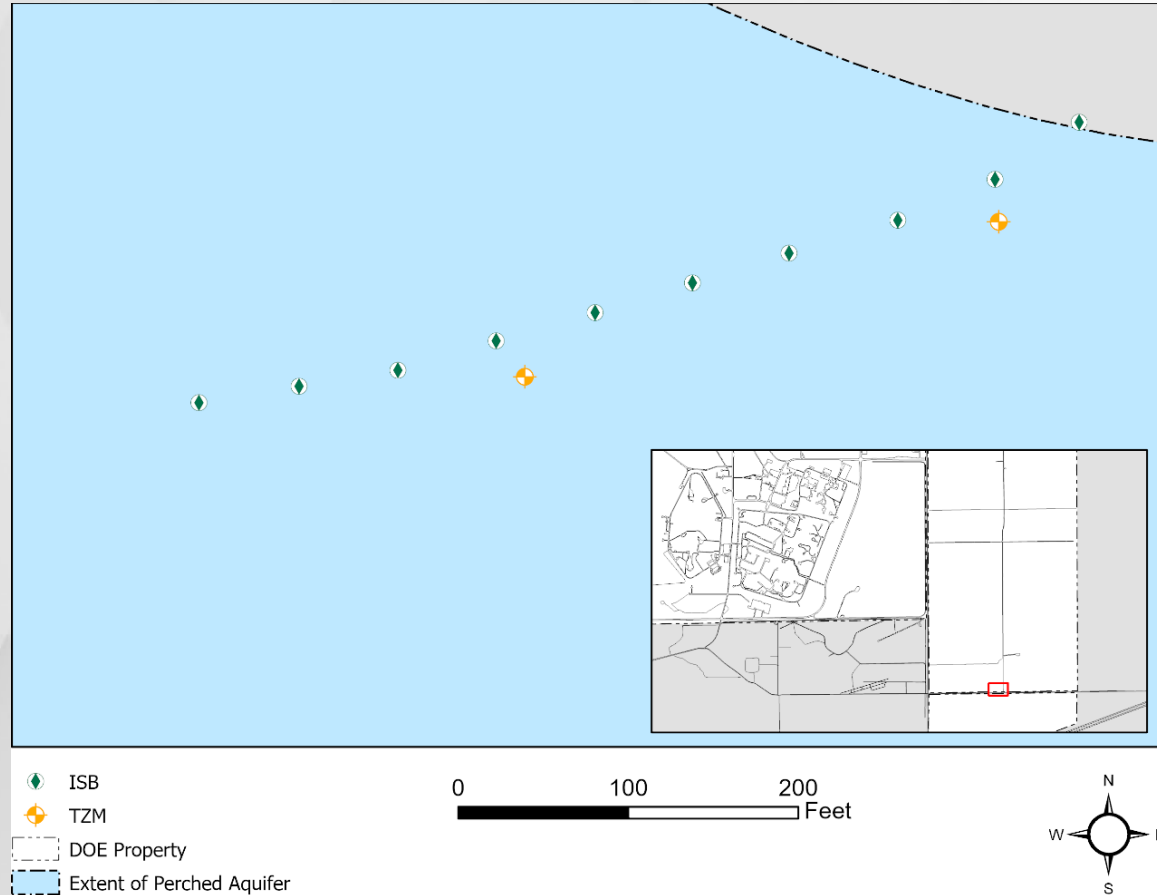 ISB
TZM
DOE Property
Extent of Perched Aquifer
0 100 200
Feet
N
W
S